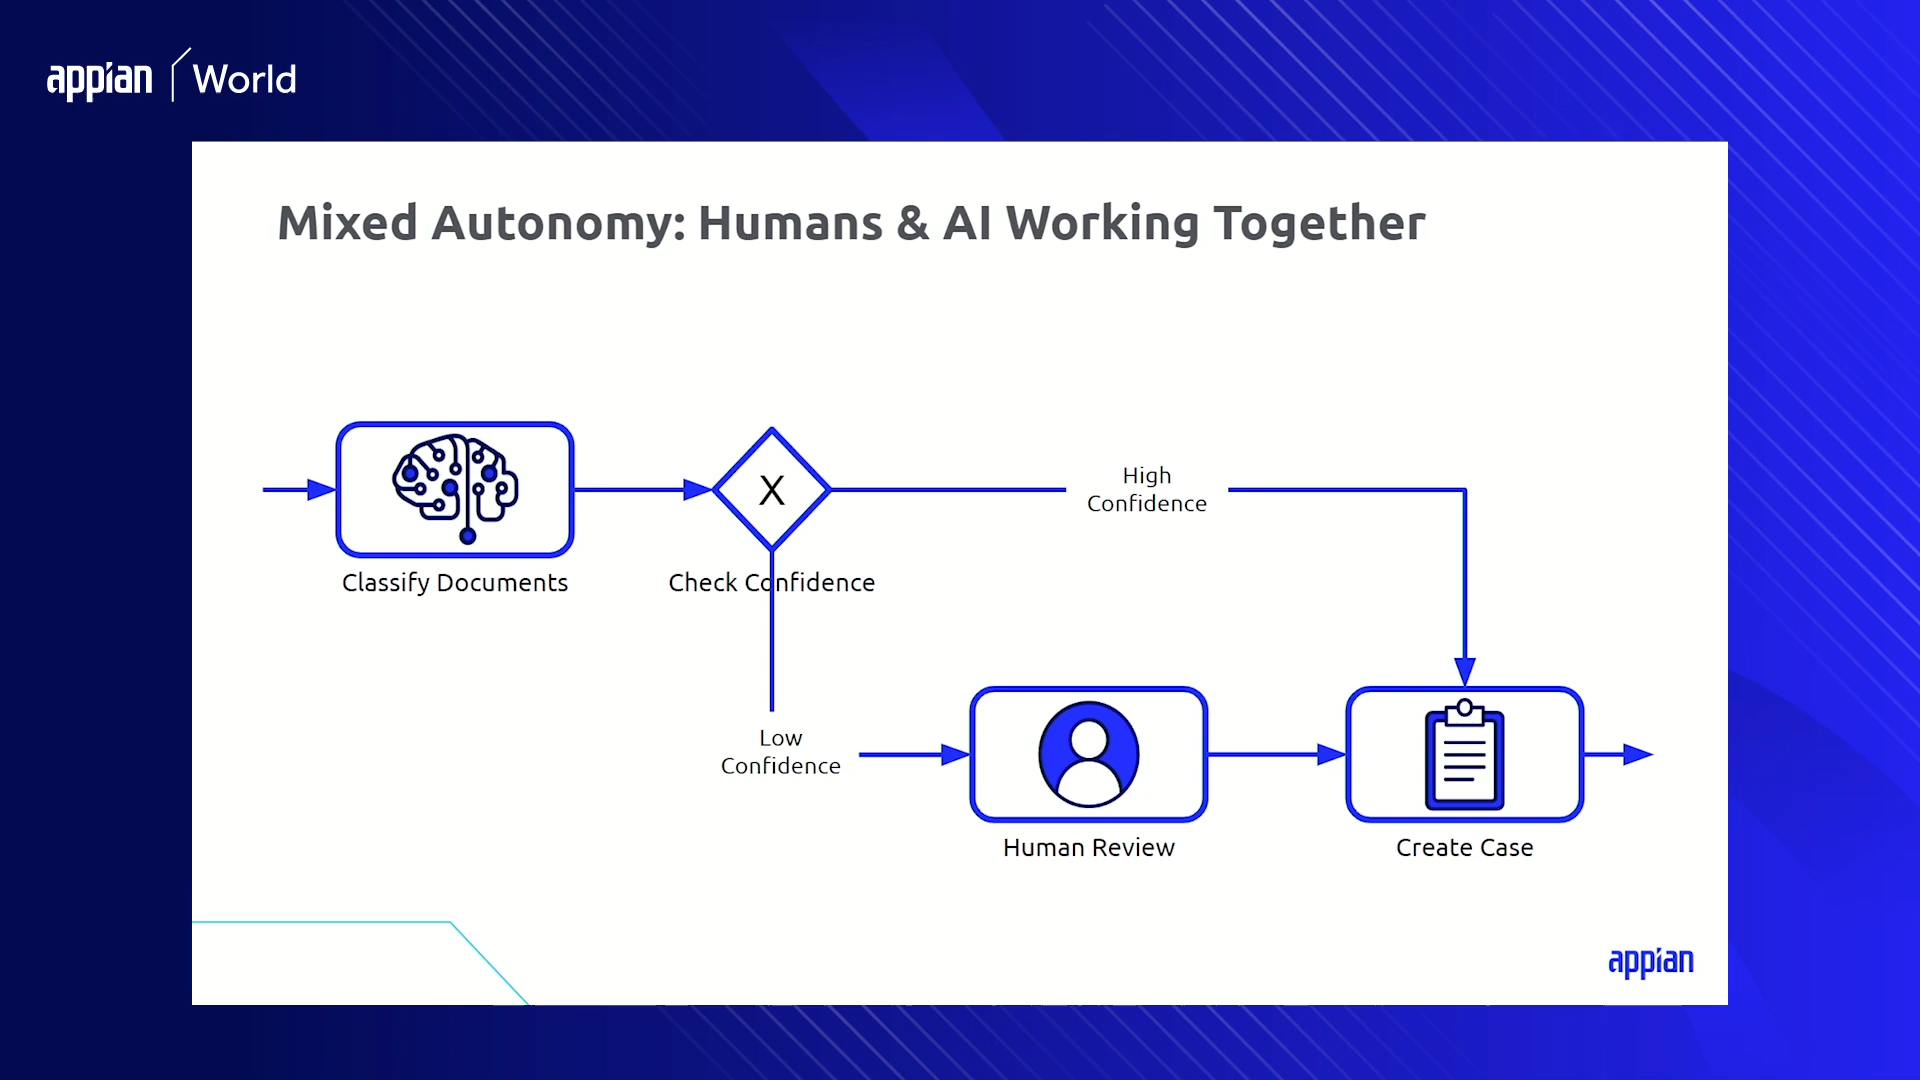 appian World
Mixed Autonomy: Humans & AI Working Together
X
High
Confidence
Classify Documents
Check Confidence
Low
Confidence
Human Review
Create Case
appian